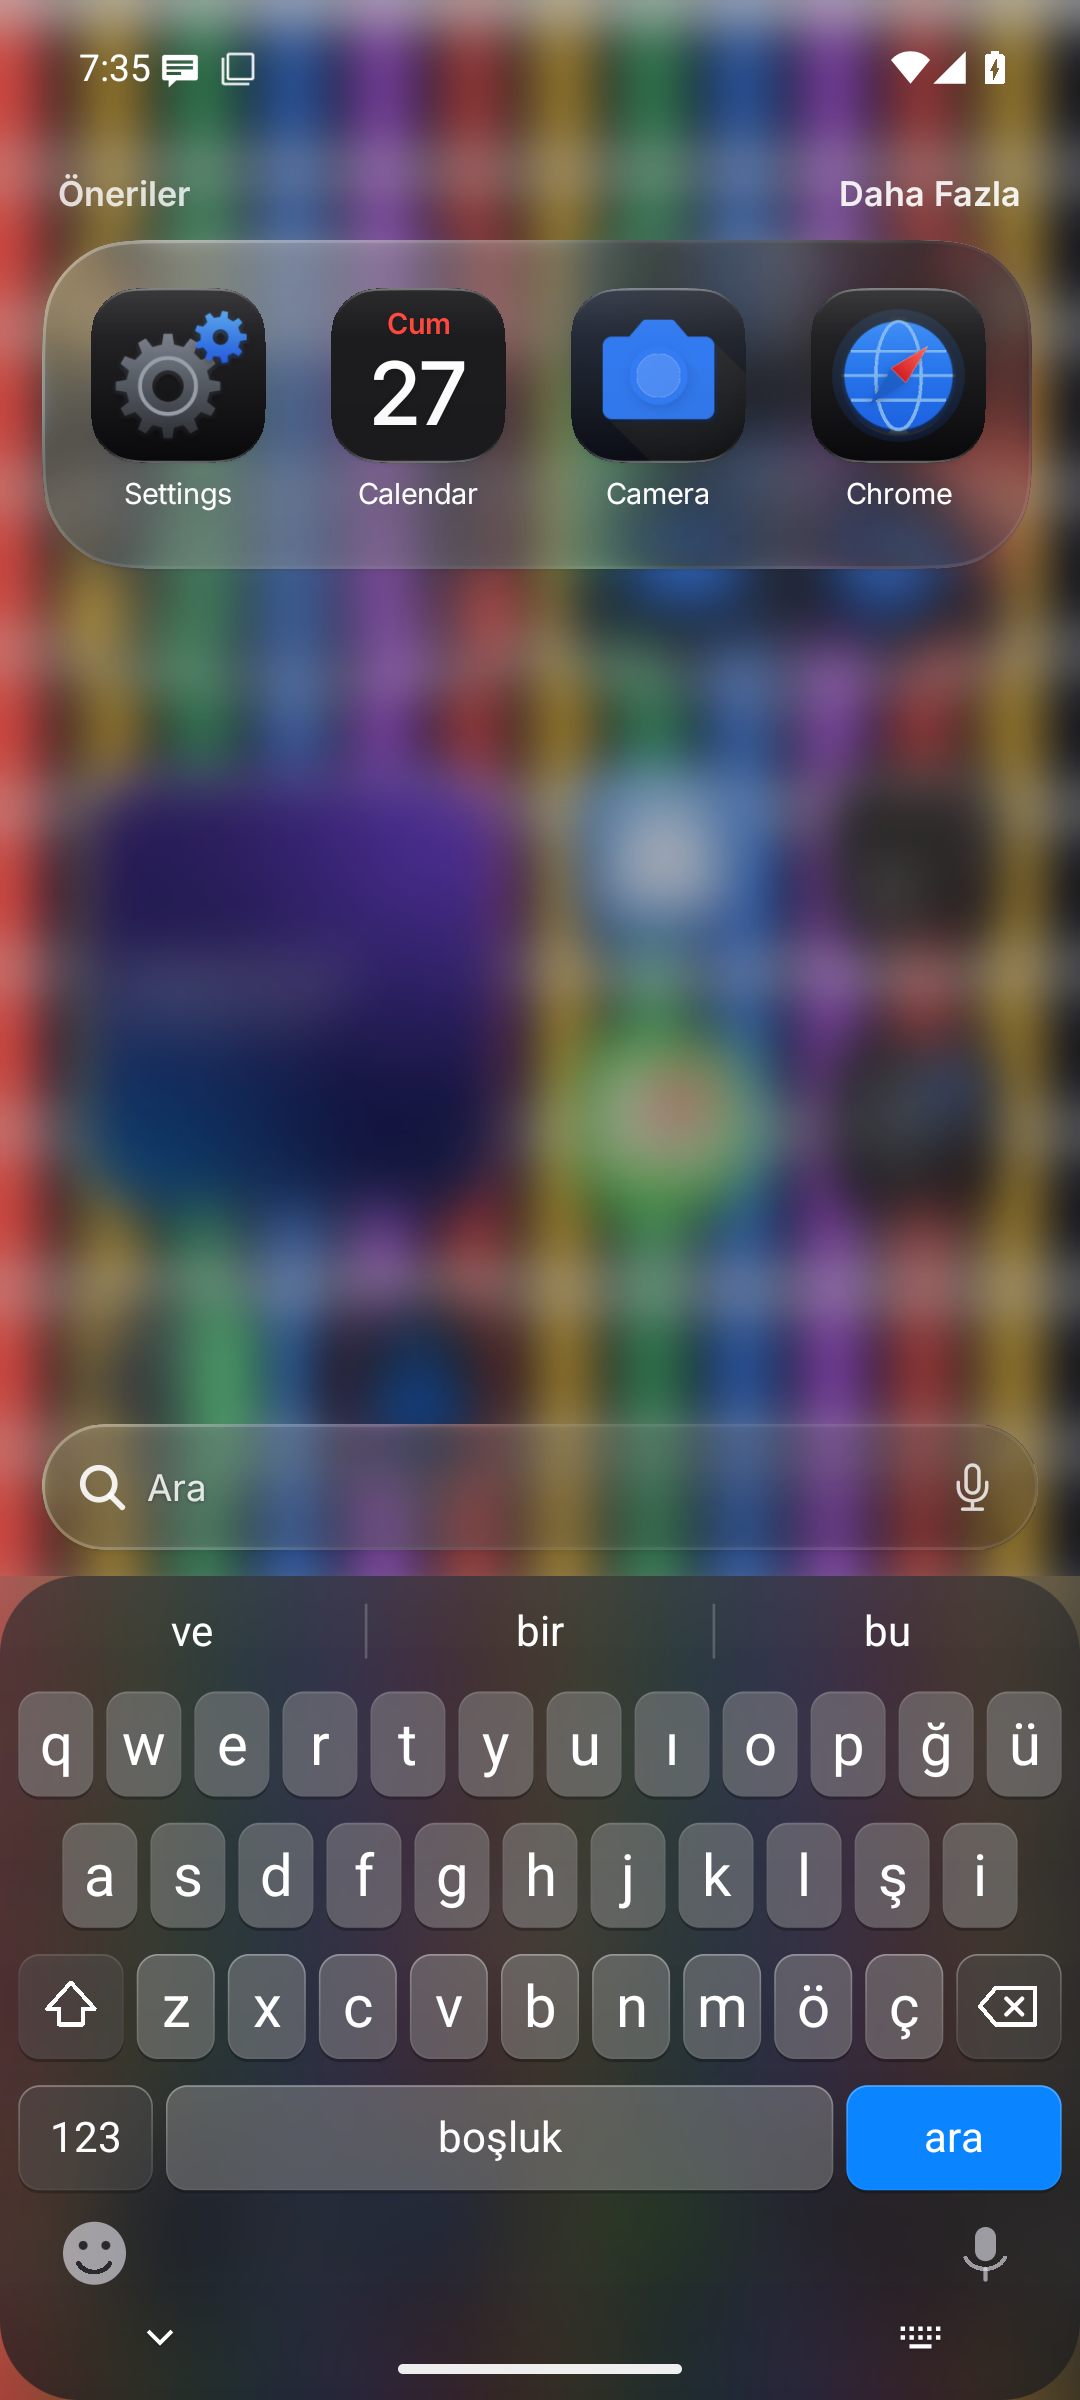 7:35
Öneriler Daha Fazla
Cum
27
Settings Calendar Camera Chrome
Ara
ve bir bu
q w e r t y u ı o p ğ ü
a s d f g h j k l ş i
z x c v b n m ö ç
123 boşluk ara